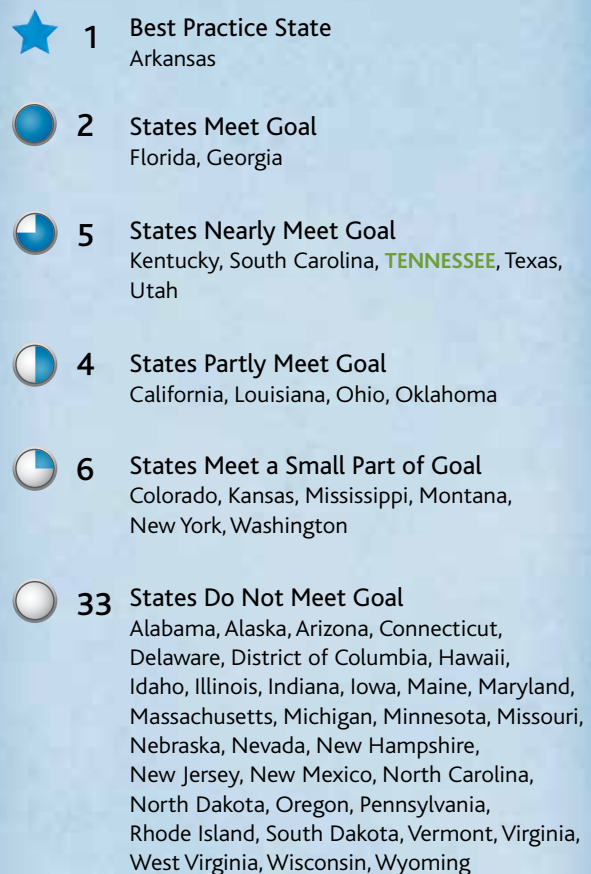 1 Best Practice State
Arkansas
2 States Meet Goal
Florida, Georgia
5 States Nearly Meet Goal
Kentucky, South Carolina, TENNESSEE, Texas,
Utah
4 States Partly Meet Goal
California, Louisiana, Ohio, Oklahoma
6 States Meet a Small Part of Goal
Colorado, Kansas, Mississippi, Montana,
New York, Washington
33 States Do Not Meet Goal
Alabama, Alaska, Arizona, Connecticut,
Delaware, District of Columbia, Hawaii,
Idaho, Illinois, Indiana, Iowa, Maine, Maryland,
Massachusetts, Michigan, Minnesota, Missouri,
Nebraska, Nevada, New Hampshire,
New Jersey, New Mexico, North Carolina,
North Dakota, Oregon, Pennsylvania,
Rhode Island, South Dakota, Vermont, Virginia,
West Virginia, Wisconsin, Wyoming